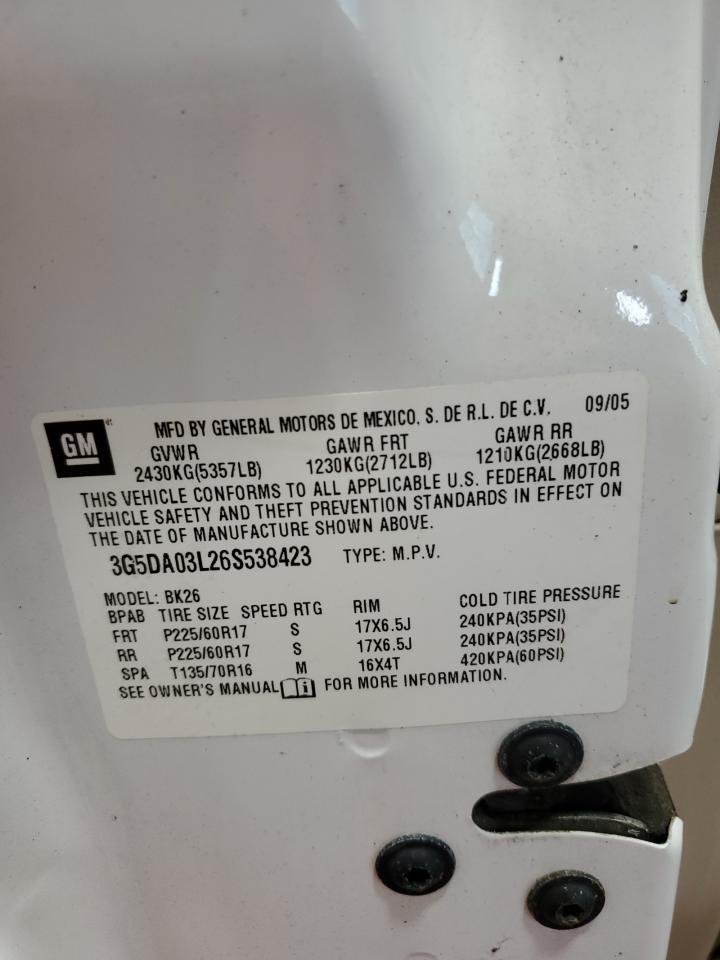 GM
MFD BY GENERAL MOTORS DE MEXICO, S. DE R.L. DE C.V. 09/05
GVWR GAWR FRT GAWR RR
2430KG(5357LB) 1230KG(2712LB) 1210KG(2668LB)
THIS VEHICLE CONFORMS TO ALL APPLICABLE U.S. FEDERAL MOTOR
VEHICLE SAFETY AND THEFT PREVENTION STANDARDS IN EFFECT ON
THE DATE OF MANUFACTURE SHOWN ABOVE.
3G5DA03L26S538423 TYPE: M.P.V.
MODEL: BK26
BPAB TIRE SIZE SPEED RTG RIM COLD TIRE PRESSURE
FRT P225/60R17 S 17X6.5J 240KPA(35PSI)
RR P225/60R17 S 17X6.5J 240KPA(35PSI)
SPA T135/70R16 M 16X4T 420KPA(60PSI)
SEE OWNER'S MANUAL i FOR MORE INFORMATION.